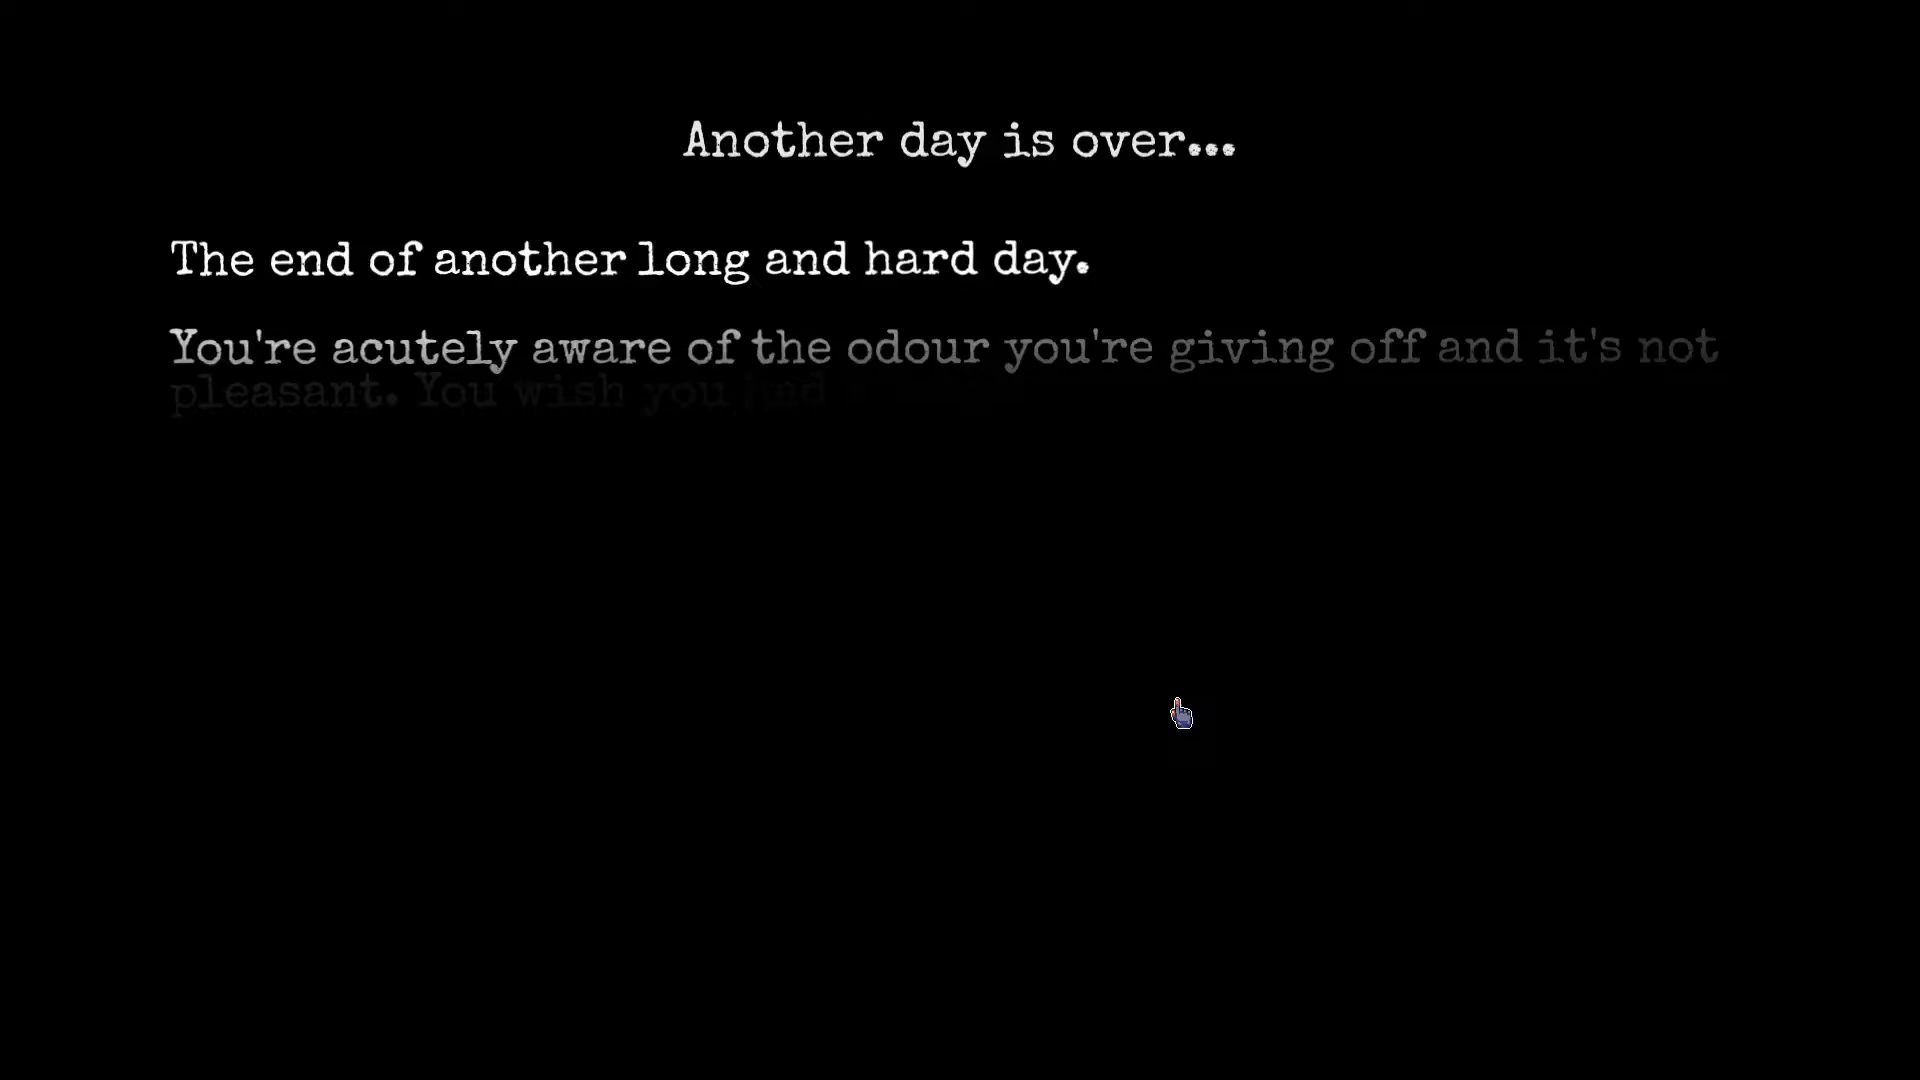 Another day is over...
The end of another long and hard day.
You're acutely aware of the odour you're giving off and it's not
pleasant. You wish you had